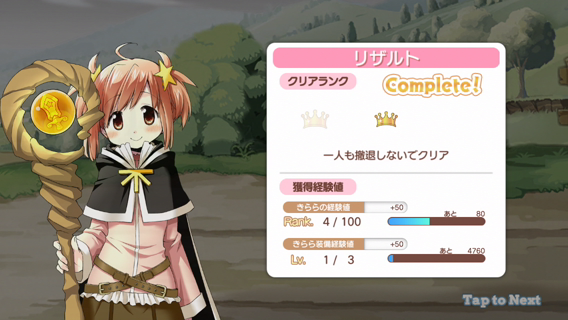 リザルト
クリアランク
Complete!
一人も撤退しないでクリア
獲得経験値
きららの経験値 +50
Rank. 4 / 100 あと 80
きらら装備経験値 +50
Lv. 1 / 3 あと 4760
Tap to Next